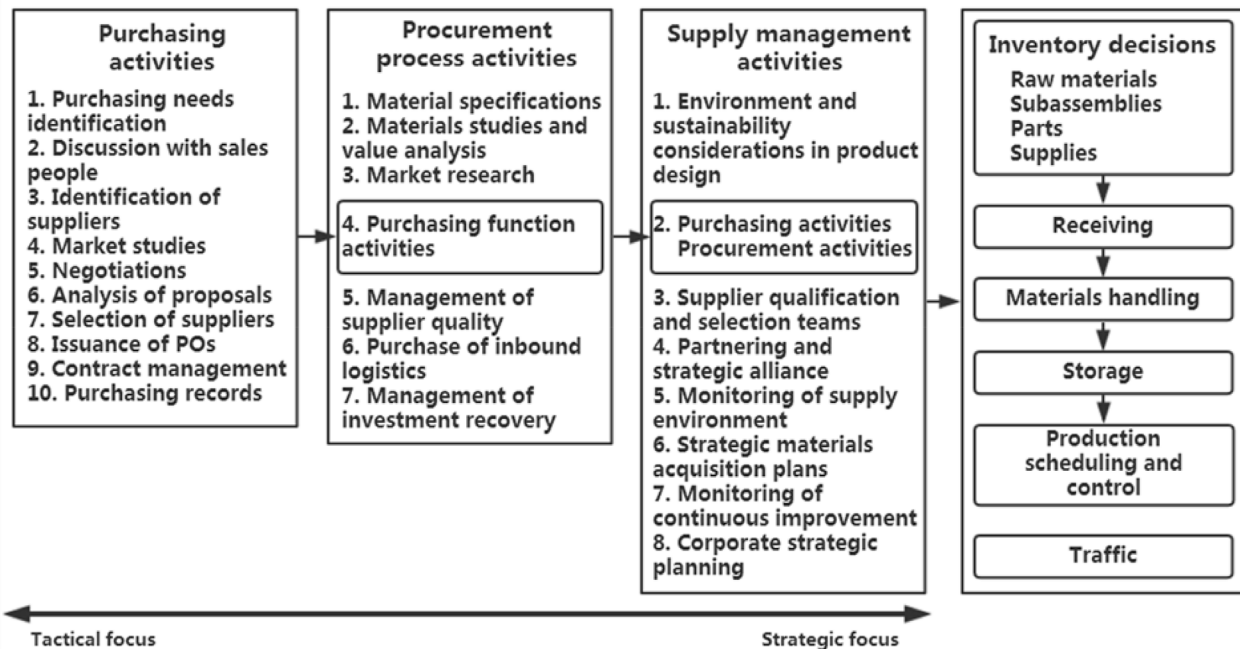 Purchasing
activities
1. Purchasing needs
identification
2. Discussion with sales
people
3. Identification of
suppliers
4. Market studies
5. Negotiations
6. Analysis of proposals
7. Selection of suppliers
8. Issuance of POs
9. Contract management
10. Purchasing records
Procurement
process activities
1. Material specifications
2. Materials studies and
value analysis
3. Market research
4. Purchasing function
activities
5. Management of
supplier quality
6. Purchase of inbound
logistics
7. Management of
investment recovery
Supply management
activities
1. Environment and
sustainability
considerations in product
design
2. Purchasing activities
Procurement activities
3. Supplier qualification
and selection teams
4. Partnering and
strategic alliance
5. Monitoring of supply
environment
6. Strategic materials
acquisition plans
7. Monitoring of
continuous improvement
8. Corporate strategic
planning
Inventory decisions
Raw materials
Subassemblies
Parts
Supplies
Receiving
Materials handling
Storage
Production
scheduling and
control
Traffic
Tactical focus
Strategic focus